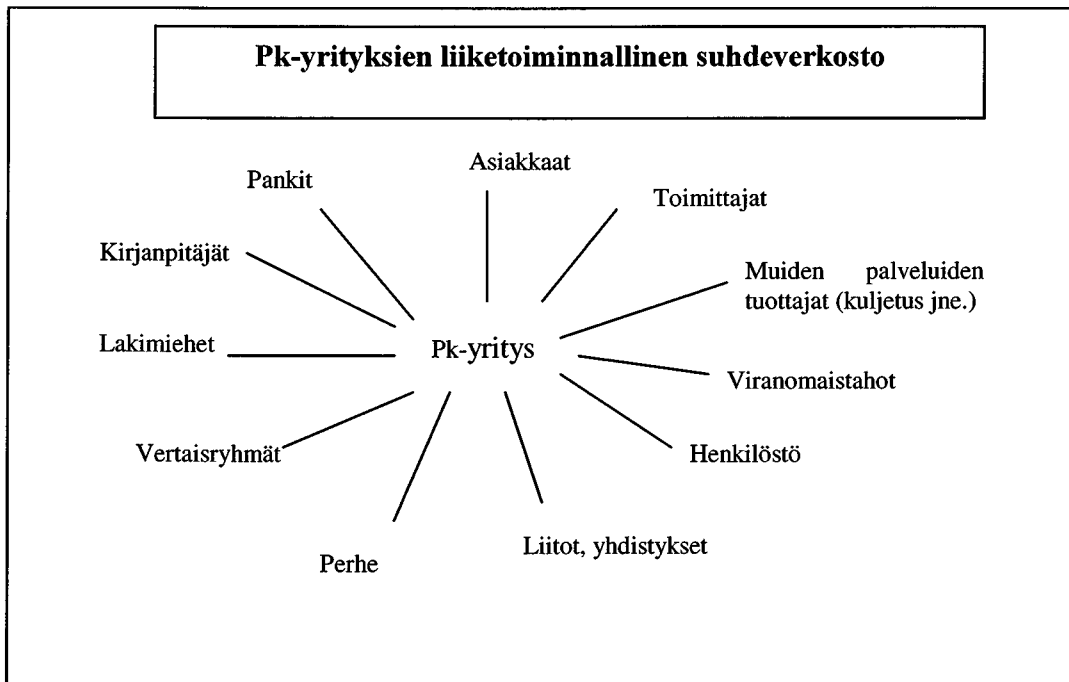 Pk-yrityksien liiketoiminnallinen suhdeverkosto
Asiakkaat
Pankit
Toimittajat
Kirjanpitäjät
Muiden palveluiden
tuottajat (kuljetus jne.)
Lakimiehet
Pk-yritys
Viranomaistahot
Vertaisryhmät
Henkilöstö
Liitot, yhdistykset
Perhe